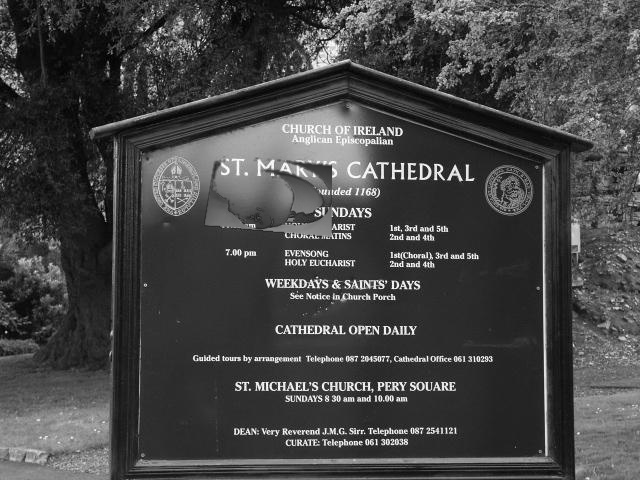 CHURCH OF IRELAND
Anglican Episcopalian
ST. MARY'S CATHEDRAL
ounded 1168)
SUNDAYS
1st, 3rd and 5th
CHORAL MATINS 2nd and 4th
7.00 pm EVENSONG 1st(Choral), 3rd and 5th
HOLY EUCHARIST 2nd and 4th
WEEKDAYS & SAINTS' DAYS
See Notice in Church Porch
CATHEDRAL OPEN DAILY
Guided tours by arrangement Telephone 087 2045077, Cathedral Office 061 310293
ST. MICHAEL'S CHURCH, PERY SQUARE
SUNDAYS 8 30 am and 10.00 am
DEAN: Very Reverend J.M.G. Sirr. Telephone 087 2541121
CURATE: Telephone 061 302038